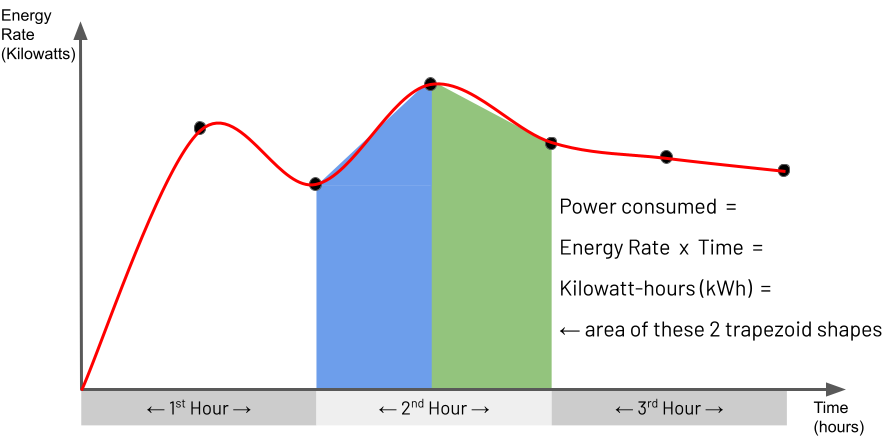 Energy
Rate
(Kilowatts)
Power consumed =
Energy Rate x Time =
Kilowatt-hours (kWh) =
← area of these 2 trapezoid shapes
← 1st Hour →
← 2nd Hour →
← 3rd Hour →
Time
(hours)